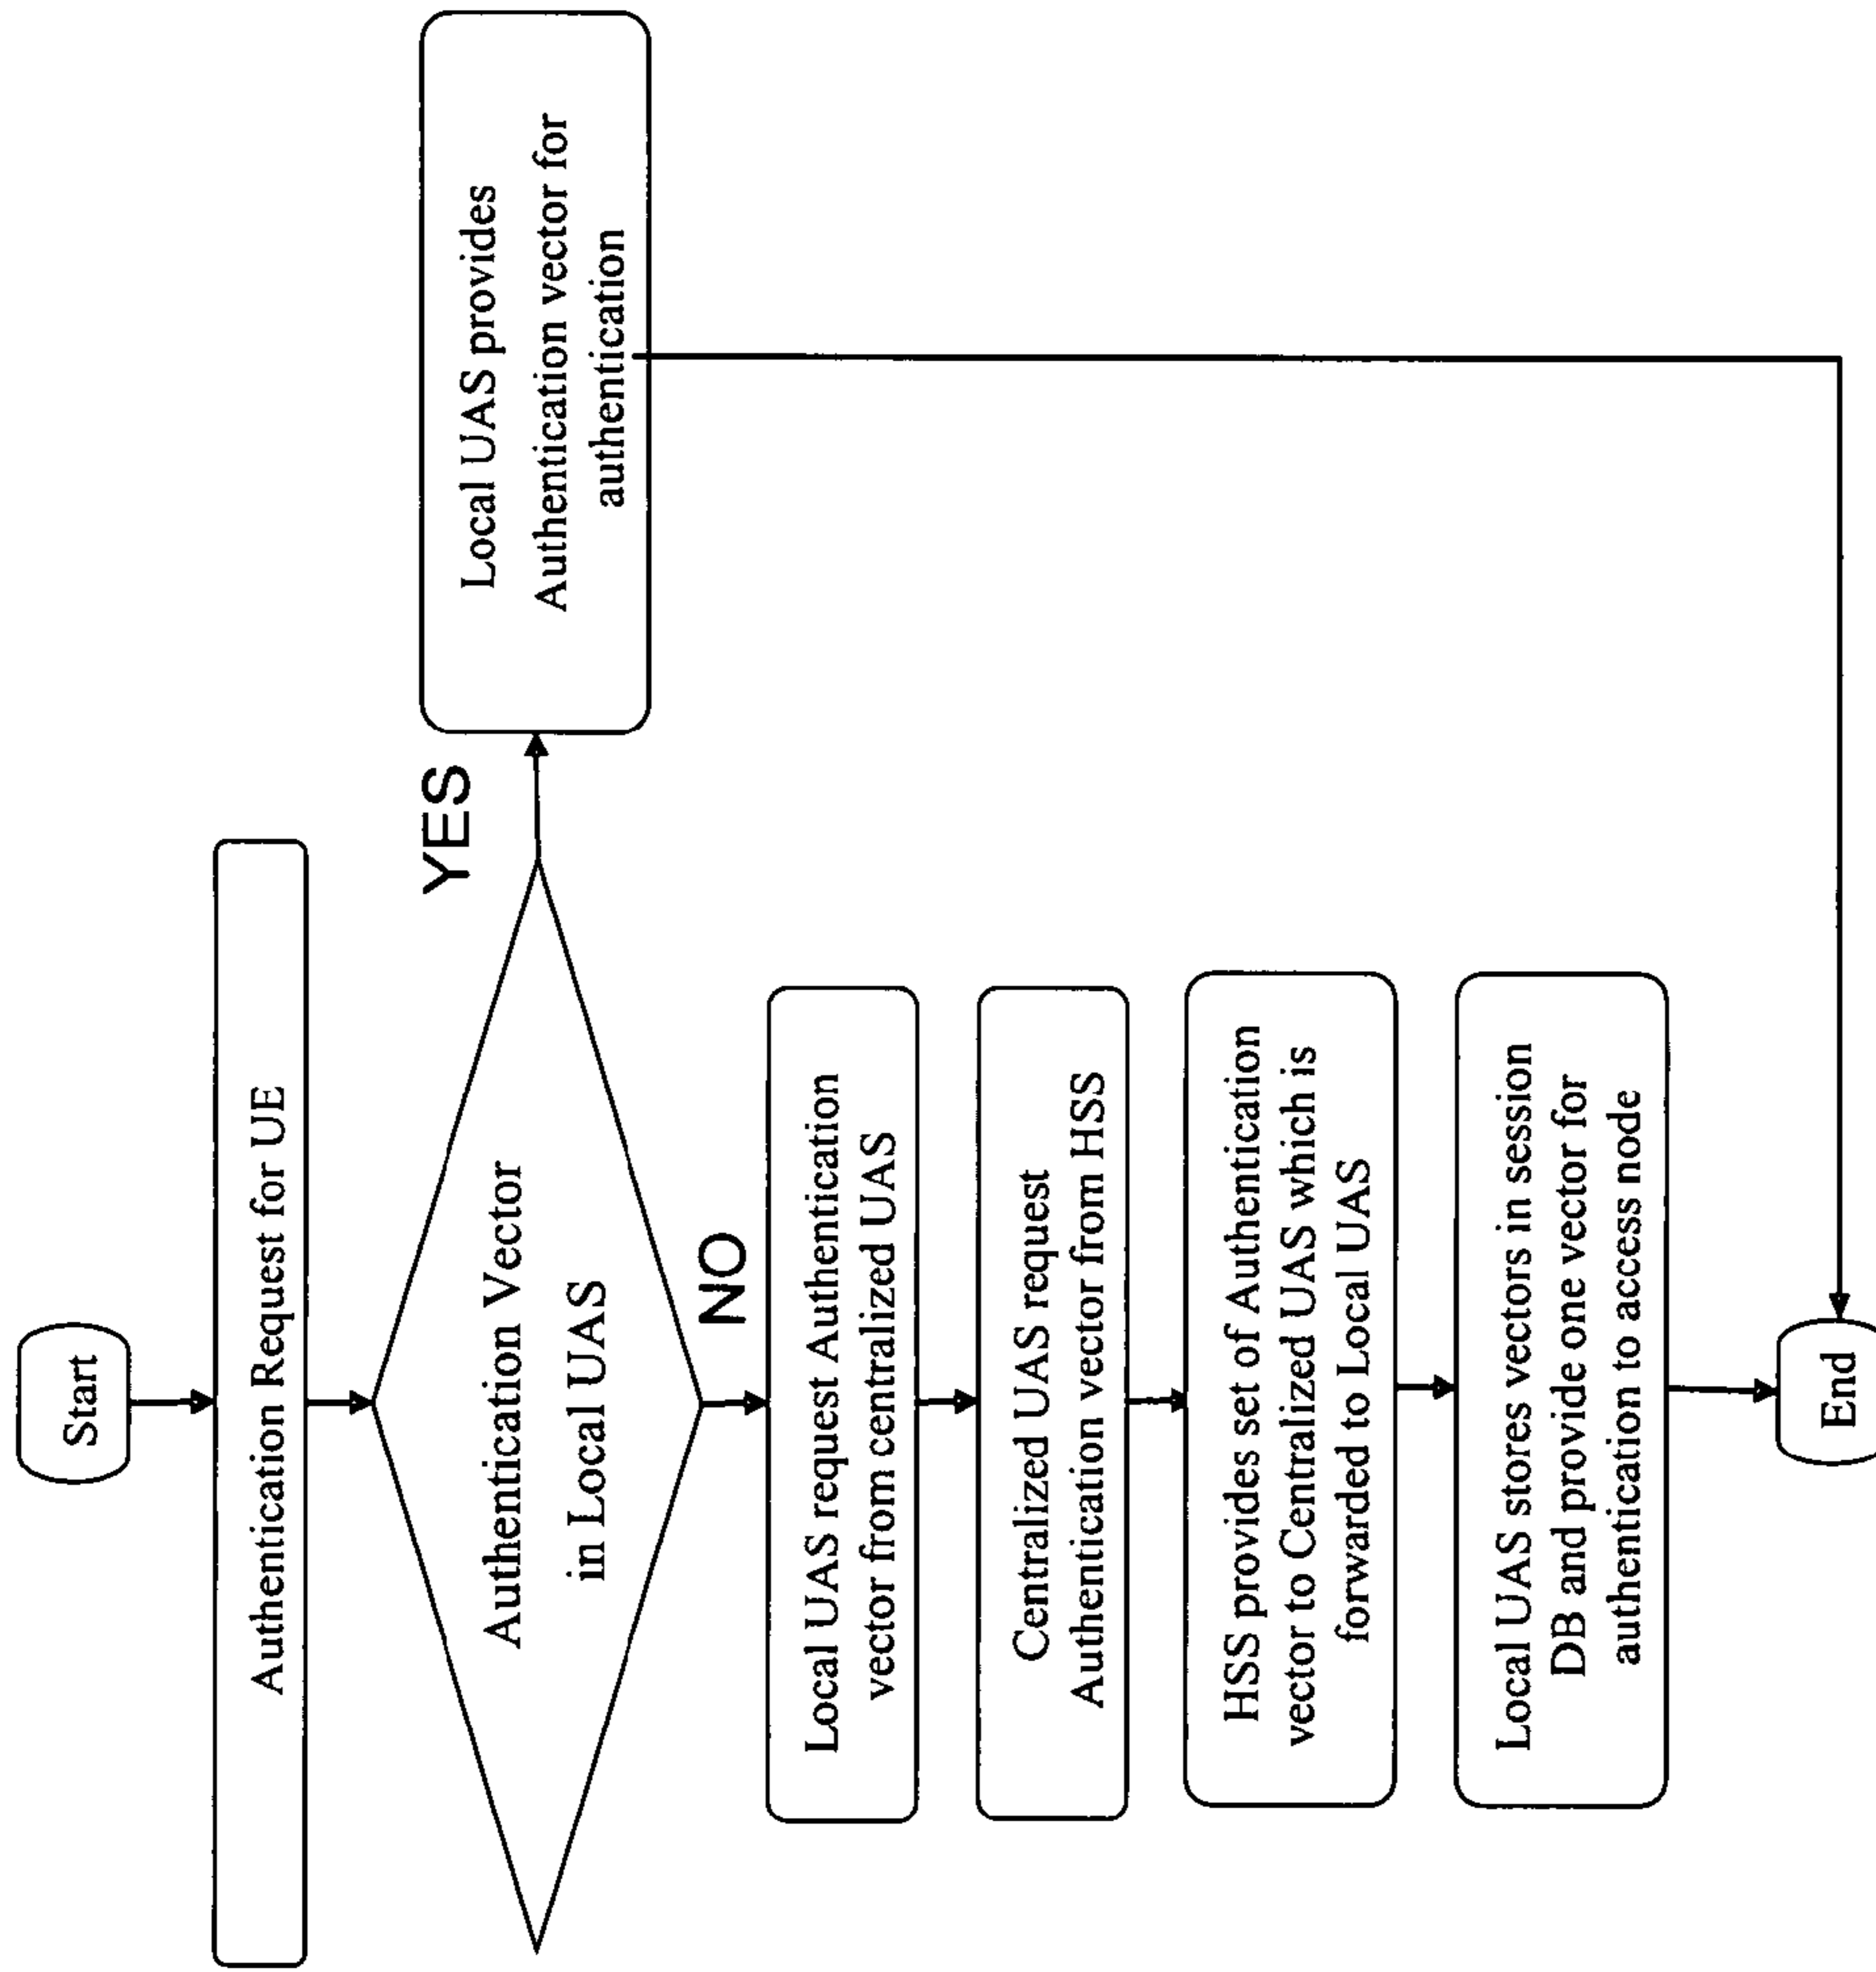 Start
Authentication Request for UE
Authentication Vector
in Local UAS
YES
Local UAS provides
Authentication vector for
authentication
NO
Local UAS request Authentication
vector from centralized UAS
Centralized UAS request
Authentication vector from HSS
HSS provides set of Authentication
vector to Centralized UAS which is
forwarded to Local UAS
Local UAS stores vectors in session
DB and provide one vector for
authentication to access node
End